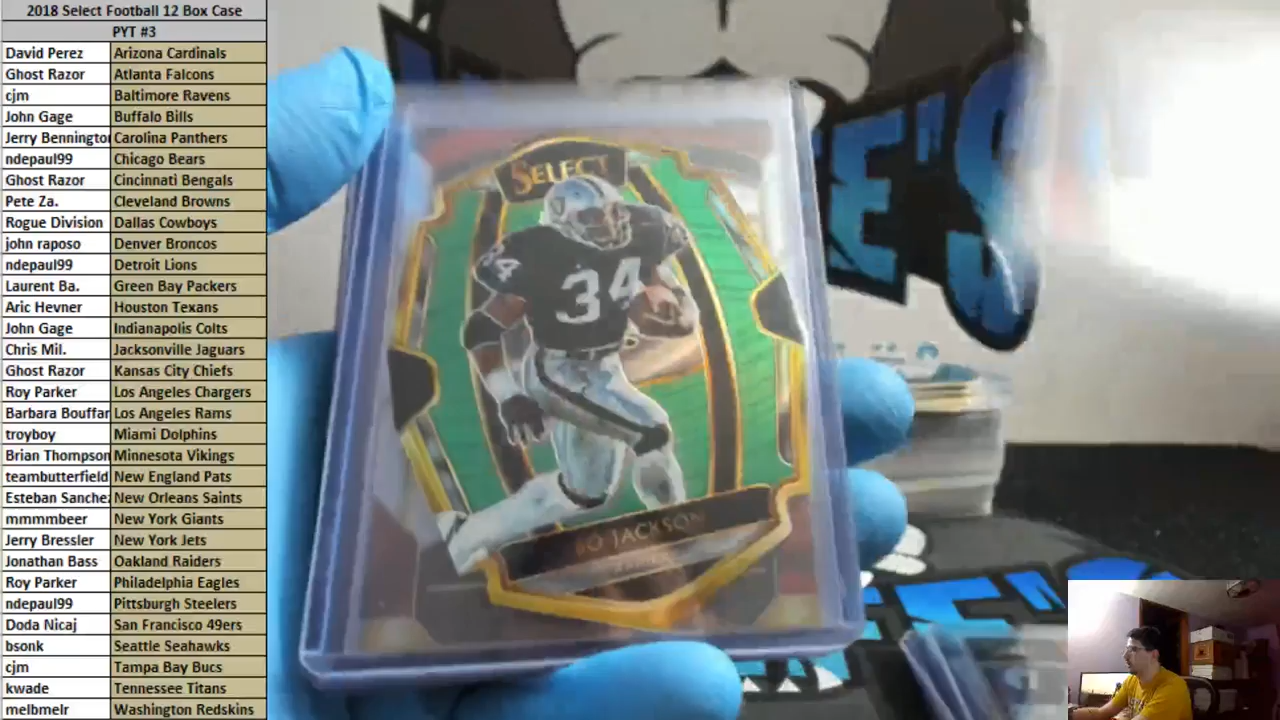 2018 Select Football 12 Box Case
PYT #3
David Perez Arizona Cardinals
Ghost Razor Atlanta Falcons
cjm Baltimore Ravens
John Gage Buffalo Bills
Jerry Benningto Carolina Panthers
ndepaul99 Chicago Bears
Ghost Razor Cincinnati Bengals
Pete Za. Cleveland Browns
Rogue Division Dallas Cowboys
john raposo Denver Broncos
ndepaul99 Detroit Lions
Laurent Ba. Green Bay Packers
Aric Hevner Houston Texans
John Gage Indianapolis Colts
Chris Mil. Jacksonville Jaguars
Ghost Razor Kansas City Chiefs
Roy Parker Los Angeles Chargers
Barbara Bouffar Los Angeles Rams
troyboy Miami Dolphins
Brian Thompson Minnesota Vikings
teambutterfield New England Pats
Esteban Sanchez New Orleans Saints
mmmmbeer New York Giants
Jerry Bressler New York Jets
Jonathan Bass Oakland Raiders
Roy Parker Philadelphia Eagles
ndepaul99 Pittsburgh Steelers
Doda Nicaj San Francisco 49ers
bsonk Seattle Seahawks
cjm Tampa Bay Bucs
kwade Tennessee Titans
melbmelr Washington Redskins
SELECT
34
34
BO JACKSON